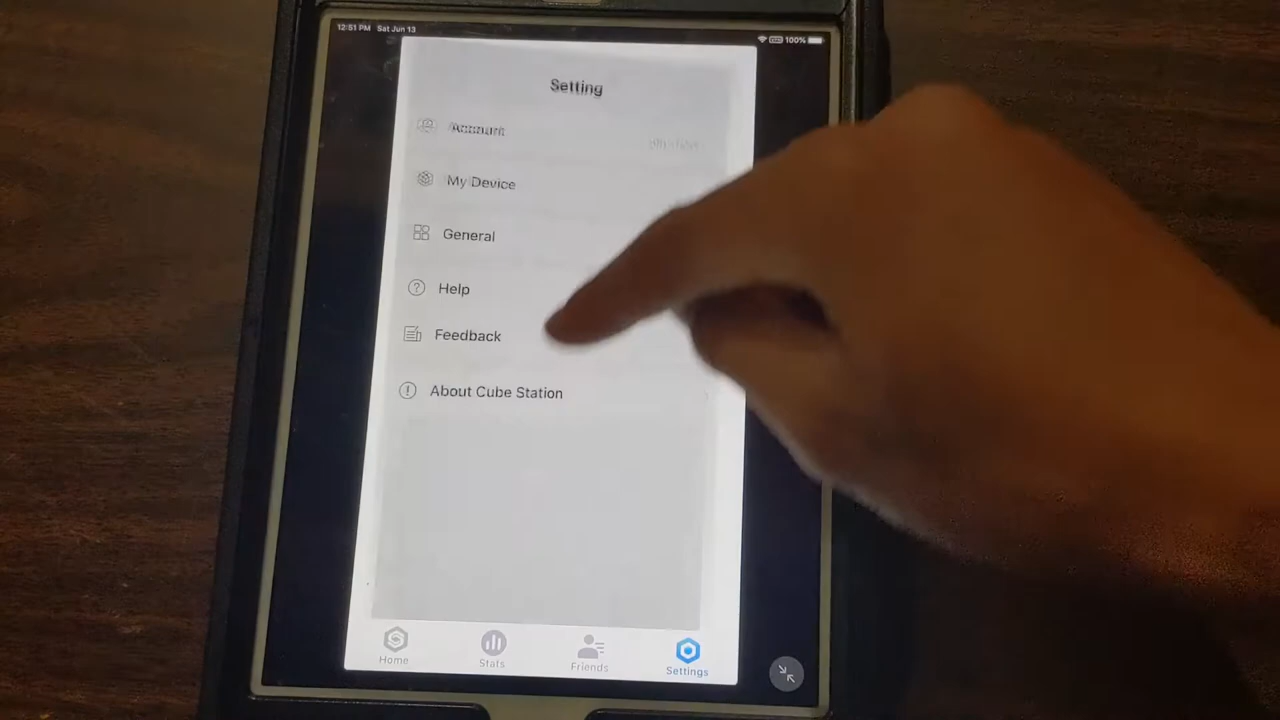 12:51 PM Sat Jun 13
100%
Setting
Account
My Device
General
Help
Feedback
About Cube Station
Home
Stats
Friends
Settings